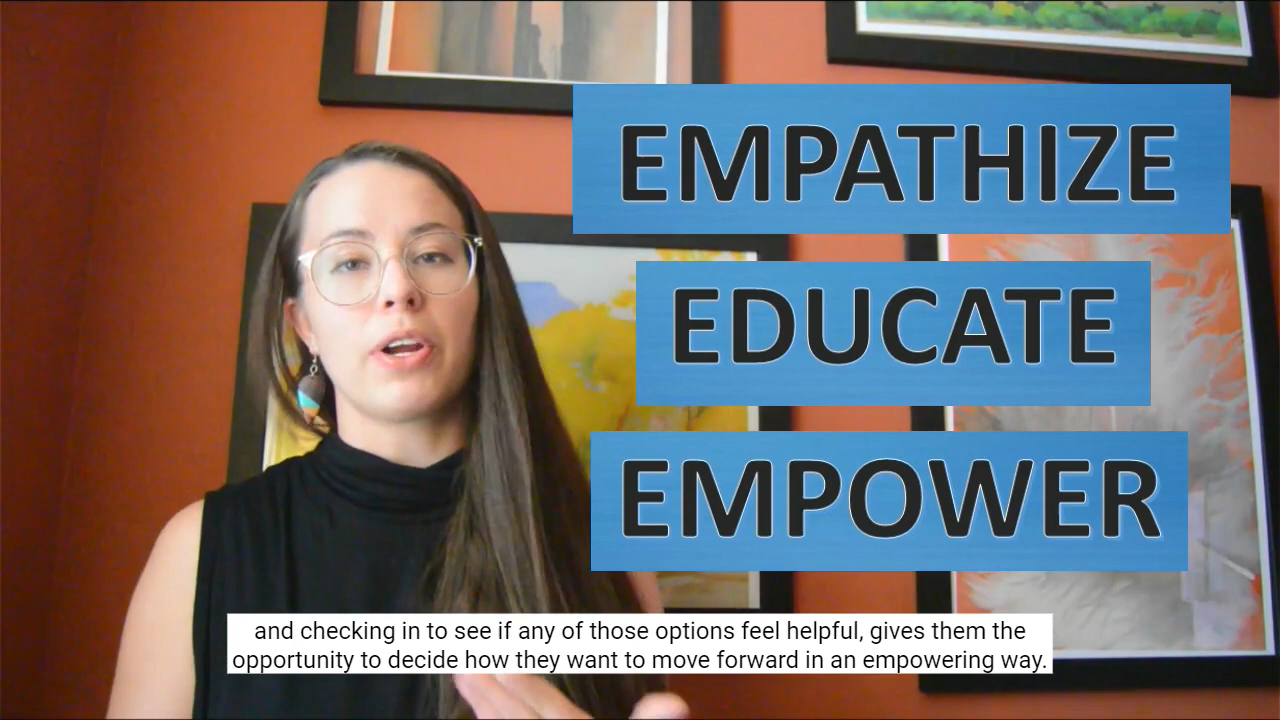 EMPATHIZE
EDUCATE
EMPOWER
and checking in to see if any of those options feel helpful, gives them the
opportunity to decide how they want to move forward in an empowering way.